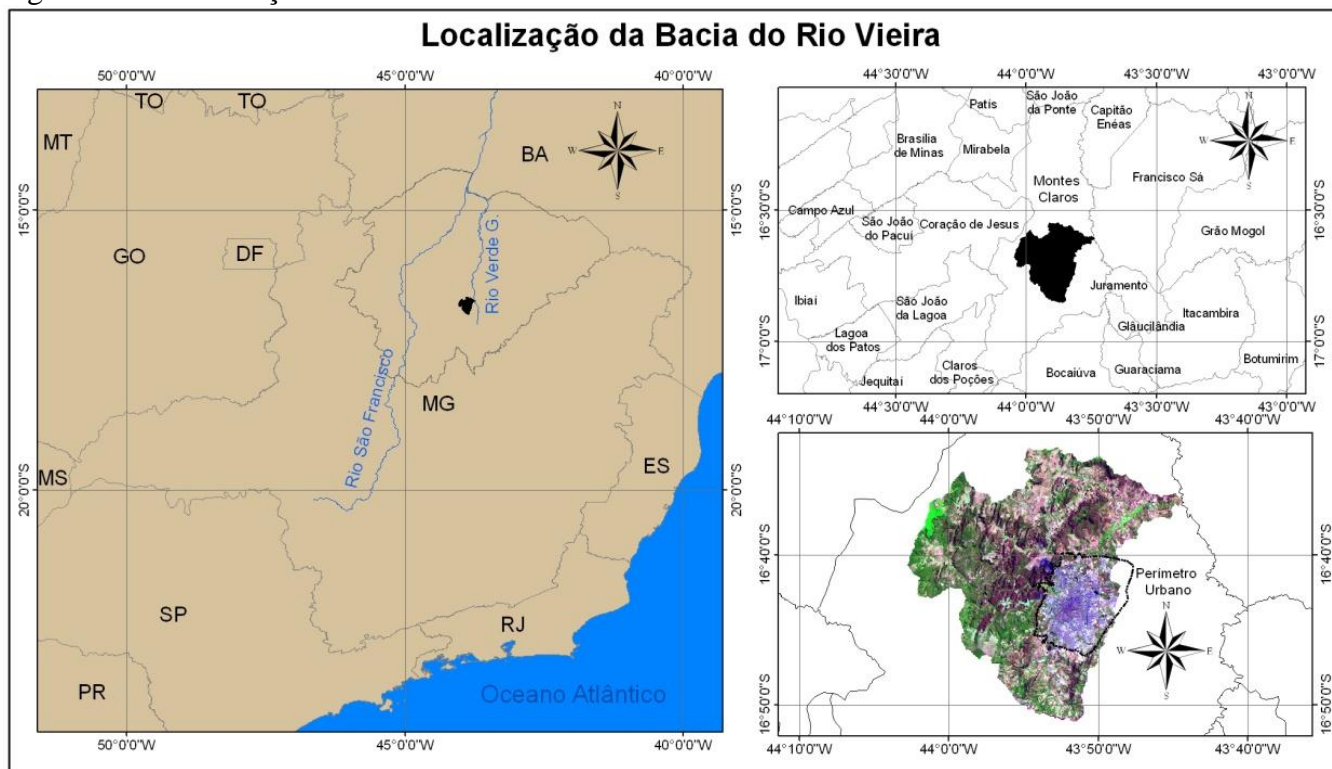 Localização da Bacia do Rio Vieira
50°0'0"W
45°0'0"W
40°0'0"W
TO
TO
MT
BA
N
W
E
S
15°0'0"S
15°0'0"S
GO
DF
Rio Verde G.
Rio São Francisco
MG
MS
ES
20°0'0"S
20°0'0"S
SP
RJ
PR
Oceano Atlântico
50°0'0"W
45°0'0"W
40°0'0"W
44°30'0"W
44°0'0"W
43°30'0"W
43°0'0"W
Patis
São João
da Ponte
Capitão
Enéas
N
W
E
S
Brasília
de Minas
Mirabela
Francisco Sá
Montes
Claros
16°30'0"S
16°30'0"S
Campo Azul
São João
do Pacuí
Coração de Jesus
Grão Mogol
Juramento
Ibiaí
São João
da Lagoa
Itacambira
Glaucilândia
17°0'0"S
17°0'0"S
Lagoa
dos Patos
Botumirim
Claros
dos Poções
Jequitaí
Bocaiúva
Guaraciama
44°30'0"W
44°0'0"W
43°30'0"W
43°0'0"W
44°10'0"W
44°0'0"W
43°50'0"W
43°40'0"W
16°40'0"S
16°40'0"S
Perímetro
Urbano
N
W
E
S
16°50'0"S
16°50'0"S
44°10'0"W
44°0'0"W
43°50'0"W
43°40'0"W